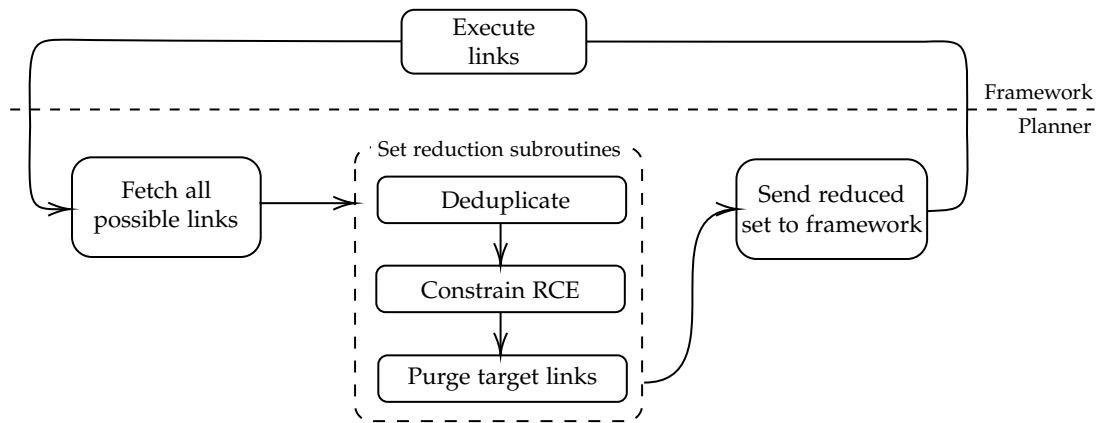 Execute
links
Framework
Planner
Set reduction subroutines
Fetch all
possible links
Deduplicate
Constrain RCE
Purge target links
Send reduced
set to framework